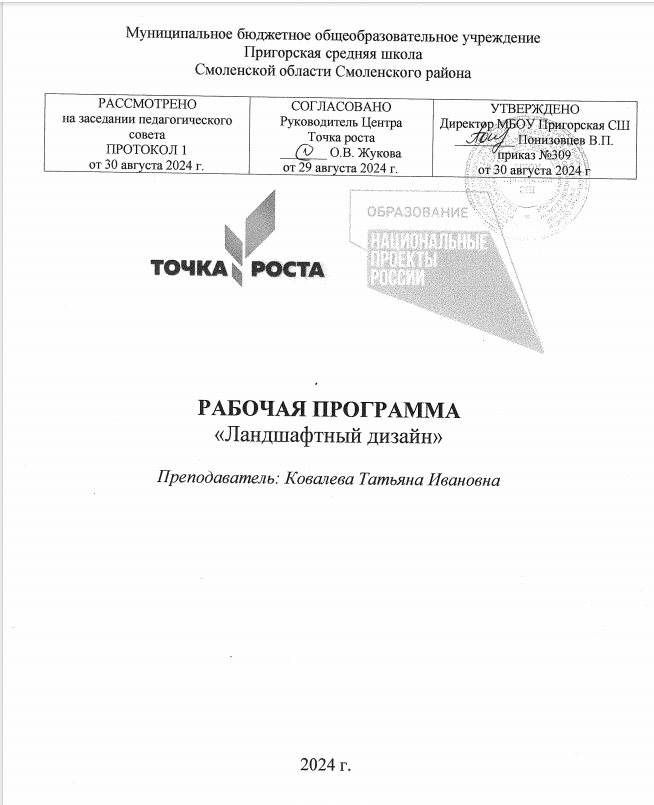 Муниципальное бюджетное общеобразовательное учреждение
Пригорская средняя школа
Смоленской области Смоленского района
РАССМОТРЕНО
на заседании педагогического
совета
ПРОТОКОЛ 1
от 30 августа 2024 г.
СОГЛАСОВАНО
Руководитель Центра
Точка роста
О.В. Жукова
от 29 августа 2024 г.
УТВЕРЖДЕНО
Директор МБОУ Пригорская СШ
Понизовцев В.П.
приказ №309
от 30 августа 2024 г
ТОЧКА РОСТА
ОБРАЗОВАНИЕ
НАЦИОНАЛЬНЫЕ
ПРОЕКТЫ
РОССИИ
РАБОЧАЯ ПРОГРАММА
«Ландшафтный дизайн»
Преподаватель: Ковалева Татьяна Ивановна
2024 г.